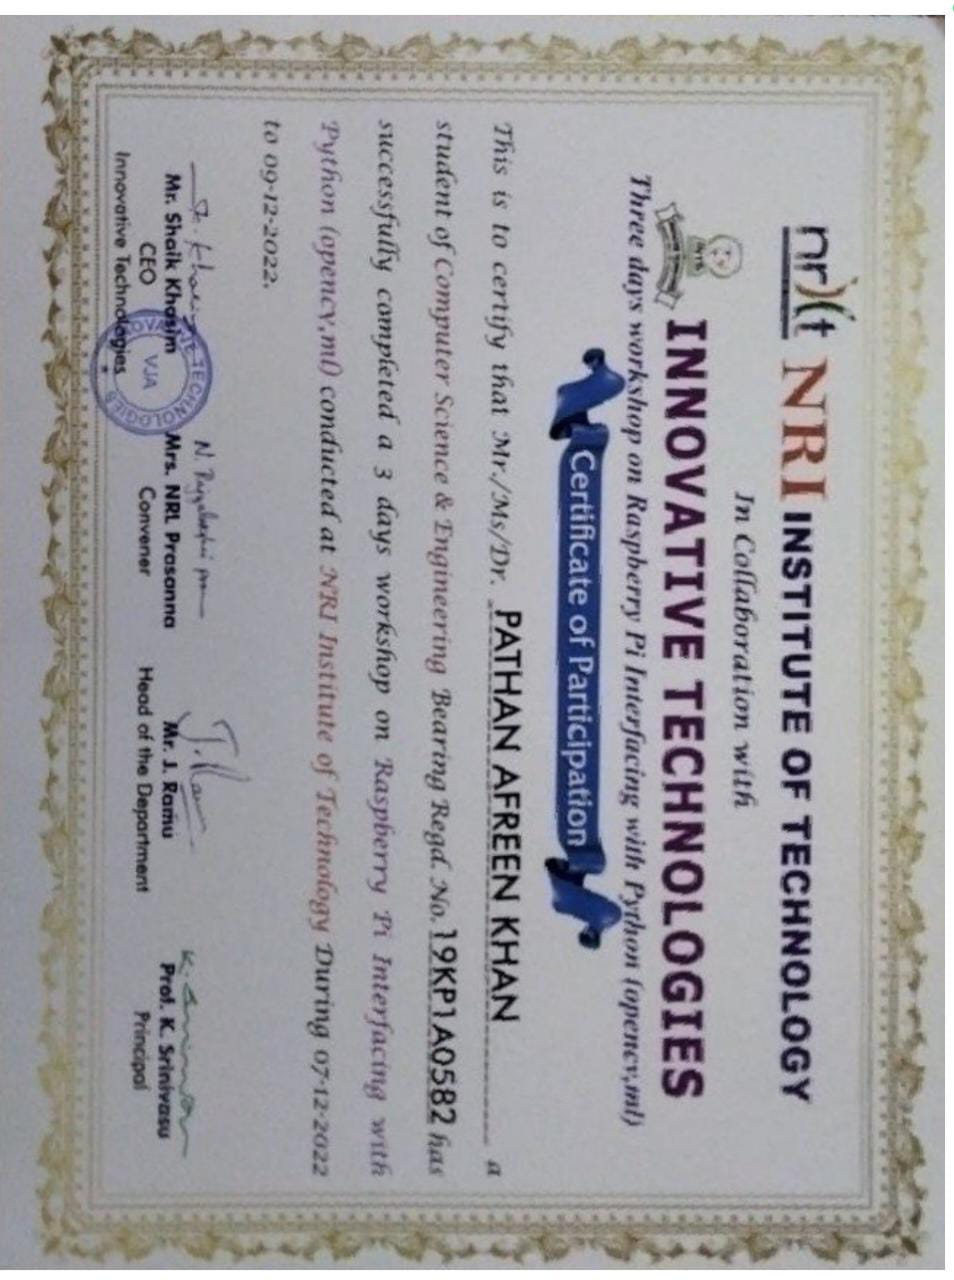 nriit NRI INSTITUTE OF TECHNOLOGY
In Collaboration with
INNOVATIVE TECHNOLOGIES
Three days workshop on Raspberry Pi Interfacing with Python (opencv,ml)
Certificate of Participation
This is to certify that Mr./Ms/Dr. PATHAN AFREEN KHAN a
student of Computer Science & Engineering Bearing Regd. No. 19KP1A0582 has
successfully completed a 3 days workshop on Raspberry Pi Interfacing with
Python (opencv,ml) conducted at NRI Institute of Technology During 07-12-2022
to 09-12-2022.
Mr. Shaik Khasim
CEO
Innovative Technologies
INNOVATIVE TECHNOLOGIES
VJA
Mrs. NRL Prasanna
Convener
J. Ramu
Mr. J. Ramu
Head of the Department
Prof. K. Srinivasu
Principal